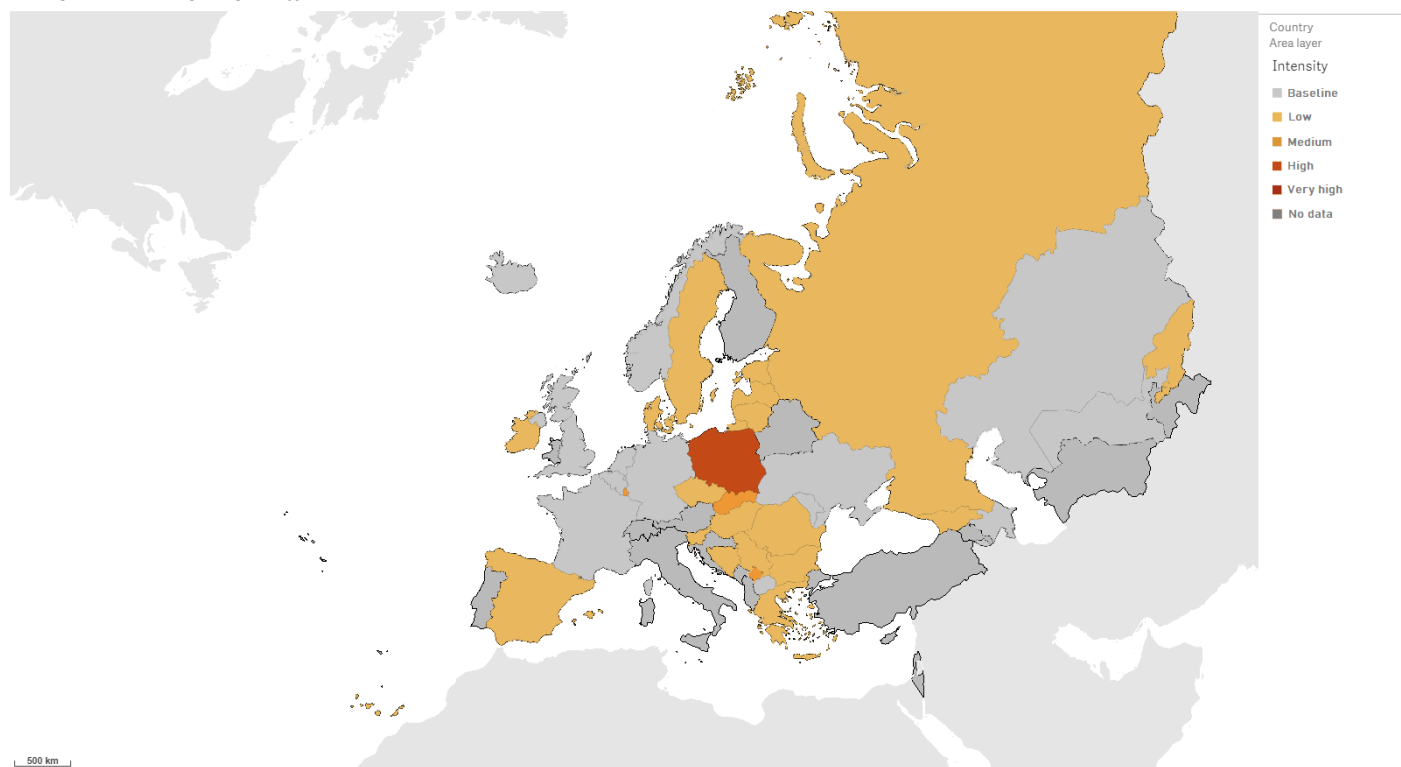 Country
Area layer
Intensity
Baseline
Low
Medium
High
Very high
No data
500 km